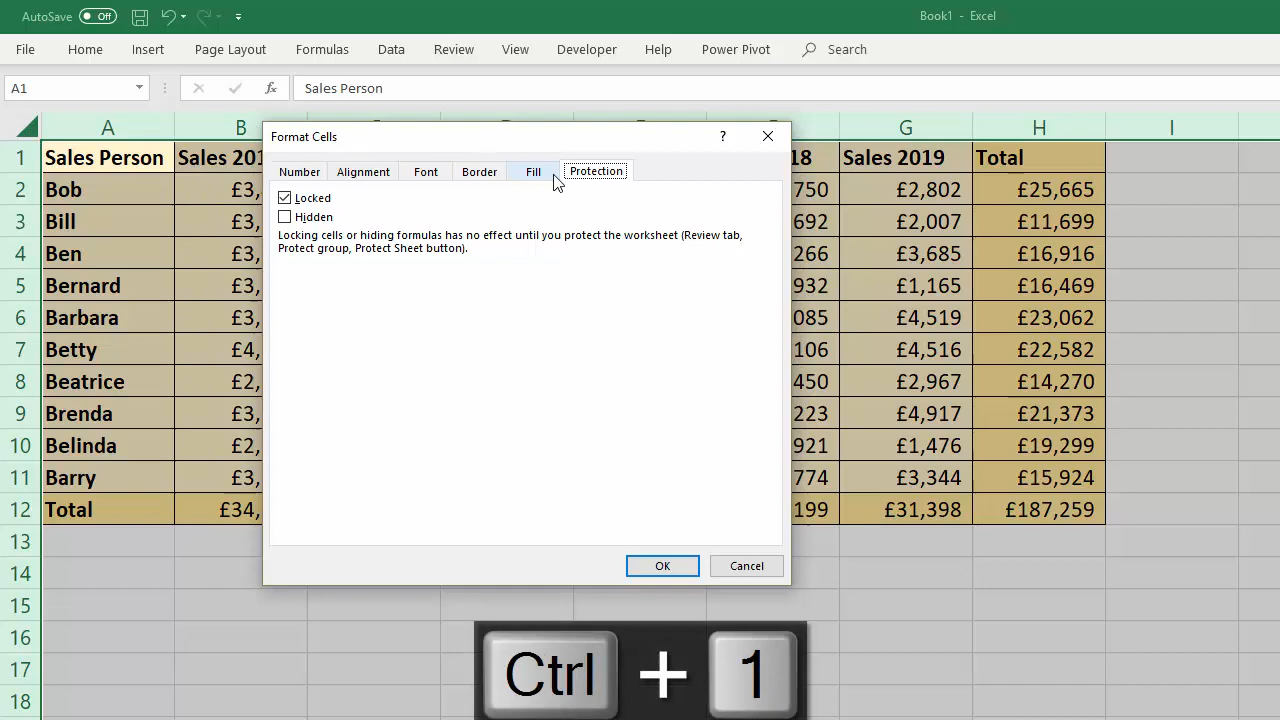 AutoSave Off Book1 - Excel
File Home Insert Page Layout Formulas Data Review View Developer Help Power Pivot Search
A1 fx Sales Person
A B G H I
Format Cells ?
Number Alignment Font Border Fill Protection
Locked
Hidden
Locking cells or hiding formulas has no effect until you protect the worksheet (Review tab,
Protect group, Protect Sheet button).
OK Cancel
1 Sales Person Sales 201 18 Sales 2019 Total
2 Bob £3, 750 £2,802 £25,665
3 Bill £3, 692 £2,007 £11,699
4 Ben £3, 266 £3,685 £16,916
5 Bernard £3, 932 £1,165 £16,469
6 Barbara £3, 085 £4,519 £23,062
7 Betty £4, 106 £4,516 £22,582
8 Beatrice £2, 450 £2,967 £14,270
9 Brenda £3, 223 £4,917 £21,373
10 Belinda £2, 921 £1,476 £19,299
11 Barry £3, 774 £3,344 £15,924
12 Total £34, 199 £31,398 £187,259
13
14
15
16
17
18
Ctrl + 1